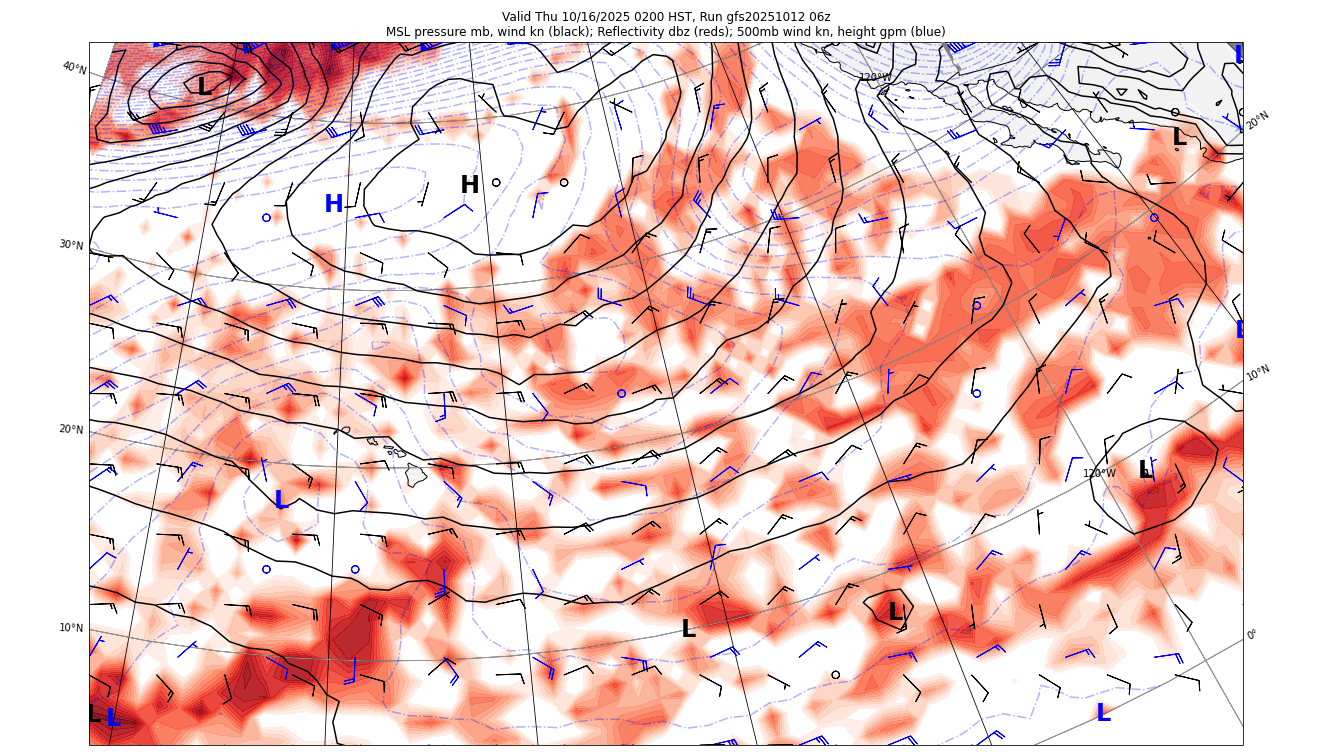 Valid Thu 10/16/2025 0200 HST, Run gfs20251012 06z
MSL pressure mb, wind kn (black); Reflectivity dbz (reds); 500mb wind kn, height gpm (blue)
40°N
120°W
L
L
20°N
L
H
H
30°N
L
10°N
20°N
L
120°W
L
L
10°N
L
0°
L
L
L